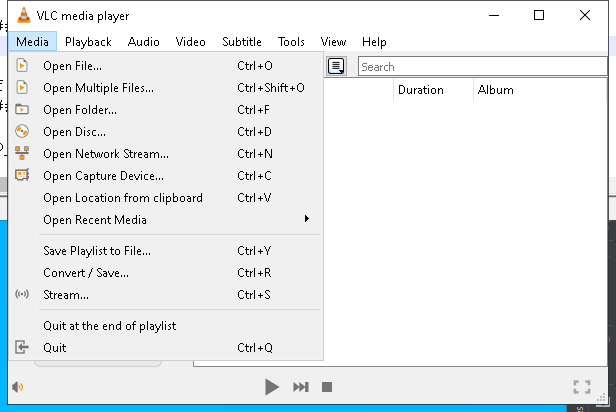 VLC media player
Media Playback Audio Video Subtitle Tools View Help
Open File... Ctrl+O
Open Multiple Files... Ctrl+Shift+O
Search
Open Folder... Ctrl+F
Duration Album
Open Disc... Ctrl+D
Open Network Stream... Ctrl+N
Open Capture Device... Ctrl+C
Open Location from clipboard Ctrl+V
Open Recent Media
Save Playlist to File... Ctrl+Y
Convert / Save... Ctrl+R
Stream... Ctrl+S
Quit at the end of playlist
Quit Ctrl+Q